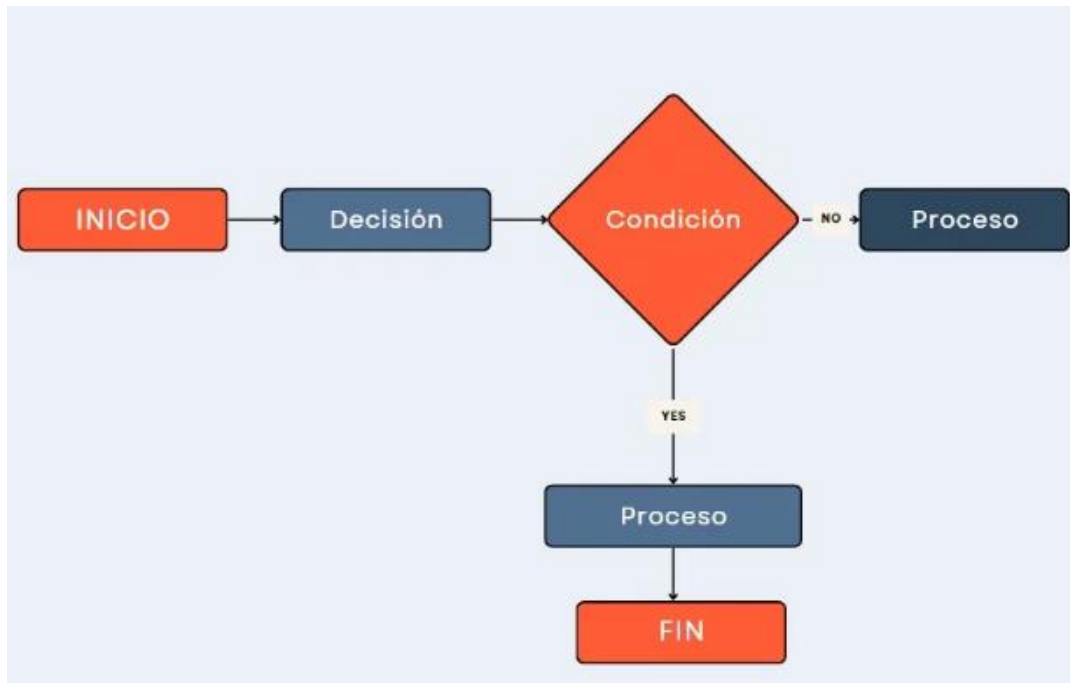 INICIO
Decisión
Condición
NO
Proceso
YES
Proceso
FIN